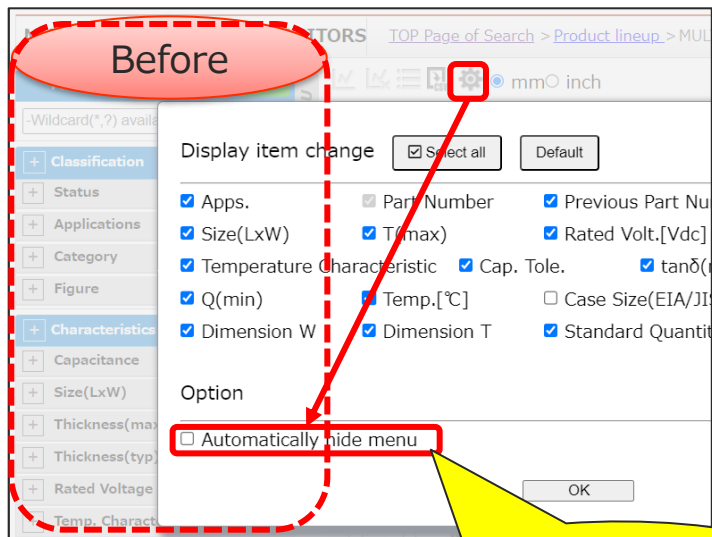 Before
ITORS TOP Page of Search > Product lineup > MUL
mm inch
-Wildcard(*,?) availa
Display item change Select all Default
Classification
Status
Applications
Category
Figure
Characteristics
Capacitance
Size(LxW)
Thickness(max
Thickness(typ)
Rated Voltage
Temp. Charact
Apps. Part Number Previous Part Nu
Size(LxW) T(max) Rated Volt.[Vdc]
Temperature Characteristic Cap. Tole. tanδ(
Q(min) Temp.[℃] Case Size(EIA/JIS
Dimension W Dimension T Standard Quantit
Option
Automatically hide menu
OK